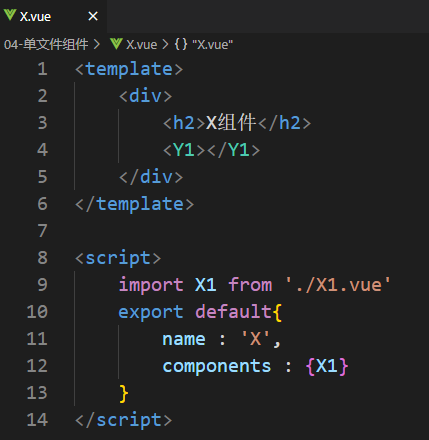 X.vue ×
04-单文件组件 > X.vue > {} "X.vue"
1 <template>
2 <div>
3 <h2>X组件</h2>
4 <Y1></Y1>
5 </div>
6 </template>
7
8 <script>
9 import X1 from './X1.vue'
10 export default{
11 name : 'X',
12 components : {X1}
13 }
14 </script>